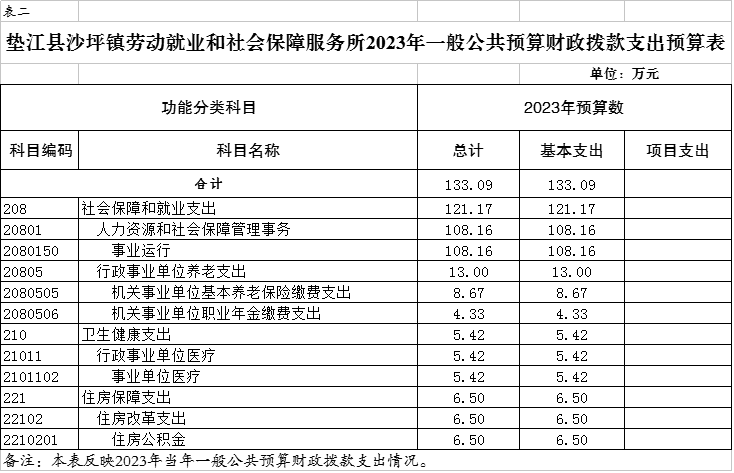 表二
垫江县沙坪镇劳动就业和社会保障服务所2023年一般公共预算财政拨款支出预算表
单位：万元
功能分类科目 2023年预算数
科目编码 科目名称 总计 基本支出 项目支出
合计 133.09 133.09
208 社会保障和就业支出 121.17 121.17
20801 人力资源和社会保障管理事务 108.16 108.16
2080150 事业运行 108.16 108.16
20805 行政事业单位养老支出 13.00 13.00
2080505 机关事业单位基本养老保险缴费支出 8.67 8.67
2080506 机关事业单位职业年金缴费支出 4.33 4.33
210 卫生健康支出 5.42 5.42
21011 行政事业单位医疗 5.42 5.42
2101102 事业单位医疗 5.42 5.42
221 住房保障支出 6.50 6.50
22102 住房改革支出 6.50 6.50
2210201 住房公积金 6.50 6.50
备注：本表反映2023年当年一般公共预算财政拨款支出情况。